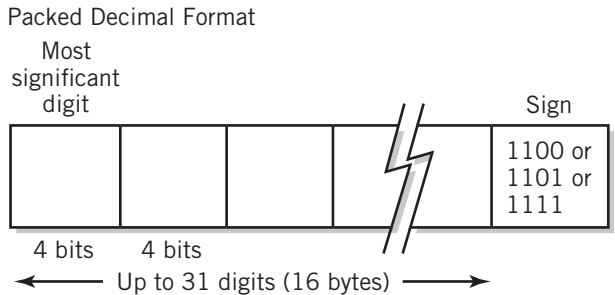 Packed Decimal Format
Most
significant
digit
Sign
1100 or
1101 or
1111
4 bits
4 bits
Up to 31 digits (16 bytes)